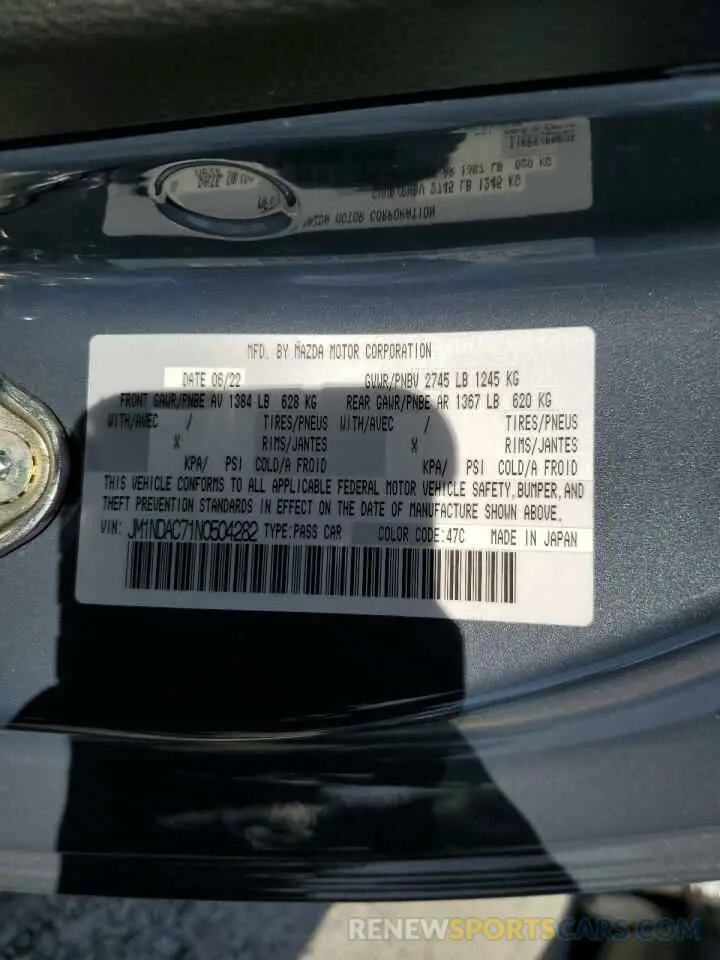 MFD. BY MAZDA MOTOR CORPORATION
DATE 06/22 GVWR/PNBV 2745 LB 1245 KG
FRONT GAWR/PNBE AV 1384 LB 628 KG REAR GAWR/PNBE AR 1367 LB 620 KG
WITH/AVEC / TIRES/PNEUS WITH/AVEC / TIRES/PNEUS
X RIMS/JANTES X RIMS/JANTES
KPA/ PSI COLD/A FROID KPA/ PSI COLD/A FROID
THIS VEHICLE CONFORMS TO ALL APPLICABLE FEDERAL MOTOR VEHICLE SAFETY, BUMPER, AND
THEFT PREVENTION STANDARDS IN EFFECT ON THE DATE OF MANUFACTURE SHOWN ABOVE.
VIN: JM1NDAC71N0504282 TYPE:PASS CAR COLOR CODE:47C MADE IN JAPAN
RENEWSPORTSCARS.COM